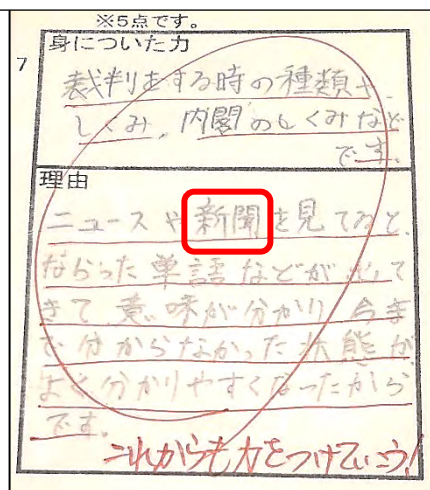 ※5点です。
7
身についた力
裁判をする時の種類や
しくみ、内閣のしくみなど
です。
理由
ニュースや新聞を見てみると、
ならった単語などが出て
きて、意味が分かり、今ま
で分からなかった状態が
よく分かりやすくなったから
です。
これからも力をつけていこう!